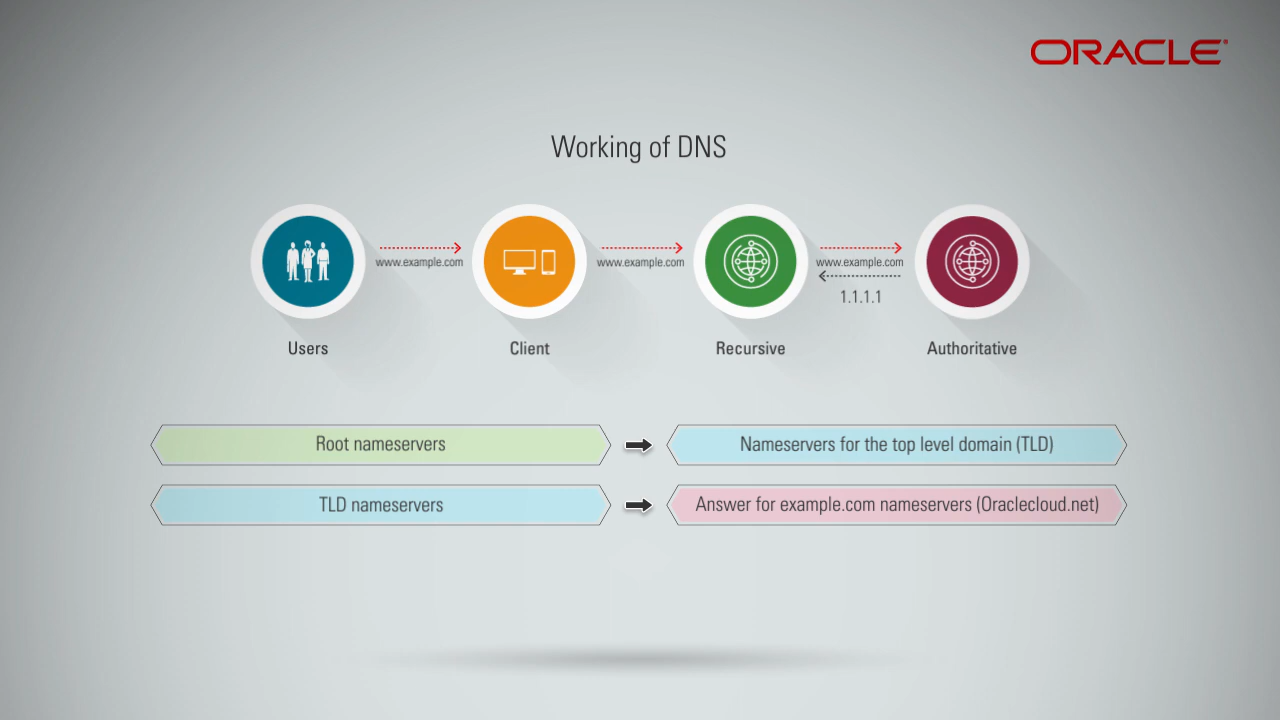 ORACLE
Working of DNS
www.example.com
www.example.com
www.example.com
1.1.1.1
Users
Client
Recursive
Authoritative
Root nameservers
Nameservers for the top level domain (TLD)
TLD nameservers
Answer for example.com nameservers (Oraclecloud.net)